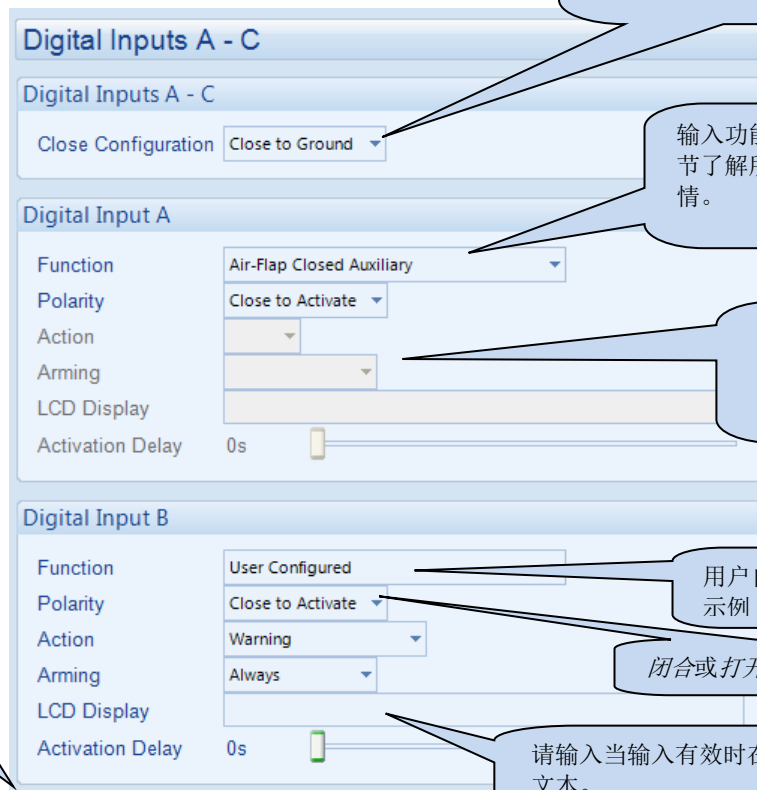 Digital Inputs A - C
Digital Inputs A - C
Close Configuration Close to Ground
输入功能
节了解
情。
Digital Input A
Function Air-Flap Closed Auxiliary
Polarity Close to Activate
Action
Arming
LCD Display
Activation Delay 0s
Digital Input B
Function User Configured
用户
示例
Polarity Close to Activate
Action Warning
闭合或打开
Arming Always
LCD Display
Activation Delay 0s
请输入当输入有效时在
文本。